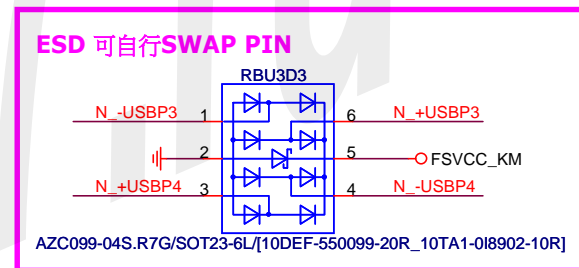 ESD 可自行SWAP PIN
RBU3D3
N_-USBP3 1 6 N_+USBP3
2 5 FSVCC_KM
N_+USBP4 3 4 N_-USBP4
AZC099-04S.R7G/SOT23-6L/[10DEF-550099-20R_10TA1-0I8902-10R]